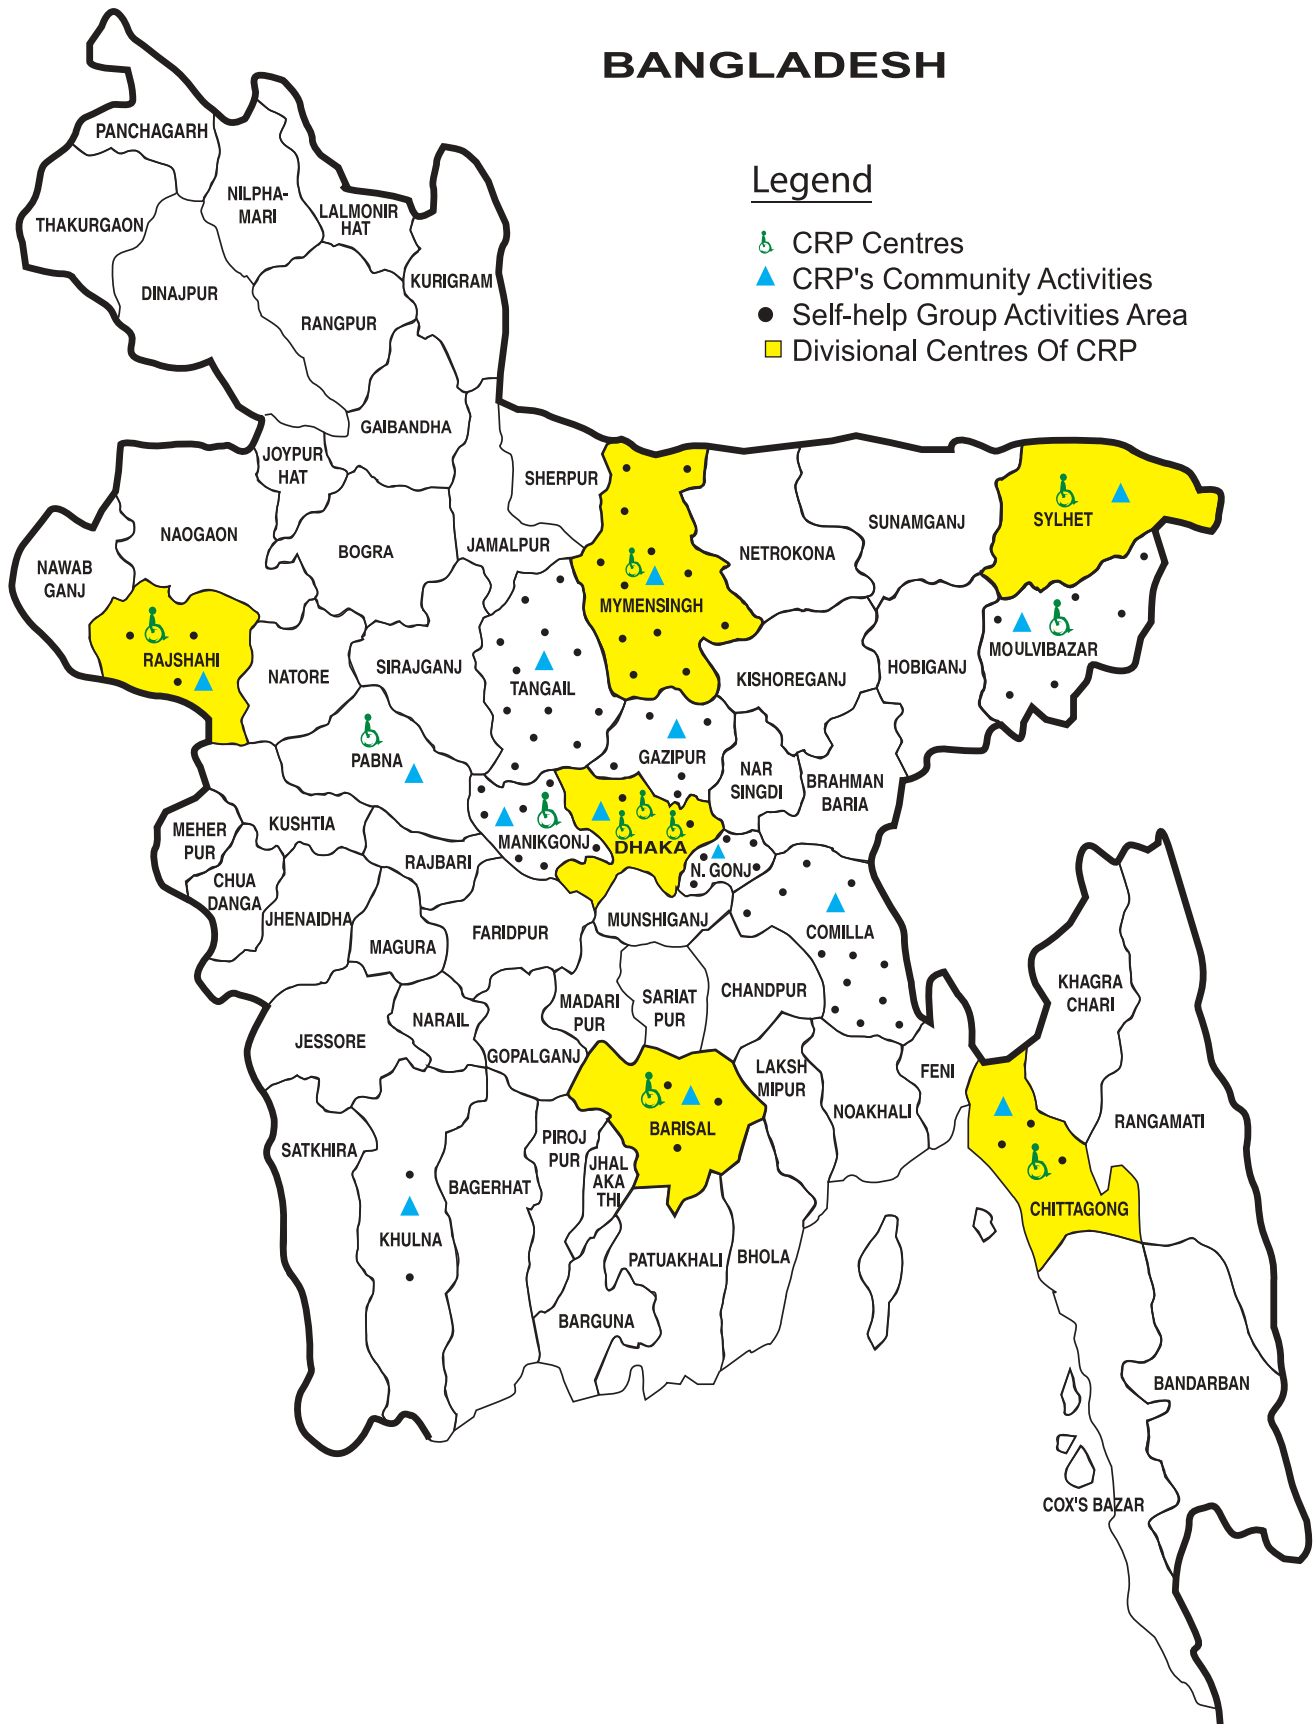 BANGLADESH
Legend
CRP Centres
CRP's Community Activities
Self-help Group Activities Area
Divisional Centres Of CRP
PANCHAGARH
THAKURGAON
NILPHA-
MARI
LALMONIR
HAT
DINAJPUR
KURIGRAM
RANGPUR
GAIBANDHA
JOYPUR
HAT
SHERPUR
NAOGAON
BOGRA
JAMALPUR
NETROKONA
SUNAMGANJ
SYLHET
NAWAB
GANJ
MYMENSINGH
RAJSHAHI
NATORE
SIRAJGANJ
TANGAIL
KISHOREGANJ
HOBIGANJ
MOULVIBAZAR
PABNA
GAZIPUR
NAR
SINGDI
BRAHMAN
BARIA
MEHER
PUR
KUSHTIA
MANIKGONJ
DHAKA
N. GONJ
RAJBARI
CHUA
DANGA
JHENAIDHA
MAGURA
FARIDPUR
MUNSHIGANJ
COMILLA
KHAGRA
CHARI
JESSORE
NARAIL
MADARI
PUR
SARIAT
PUR
CHANDPUR
GOPALGANJ
LAKSH
MIPUR
FENI
NOAKHALI
RANGAMATI
SATKHIRA
BARISAL
PIROJ
PUR
JHAL
AKA
THI
BAGERHAT
KHULNA
CHITTAGONG
PATUAKHALI
BHOLA
BARGUNA
BANDARBAN
COX'S BAZAR